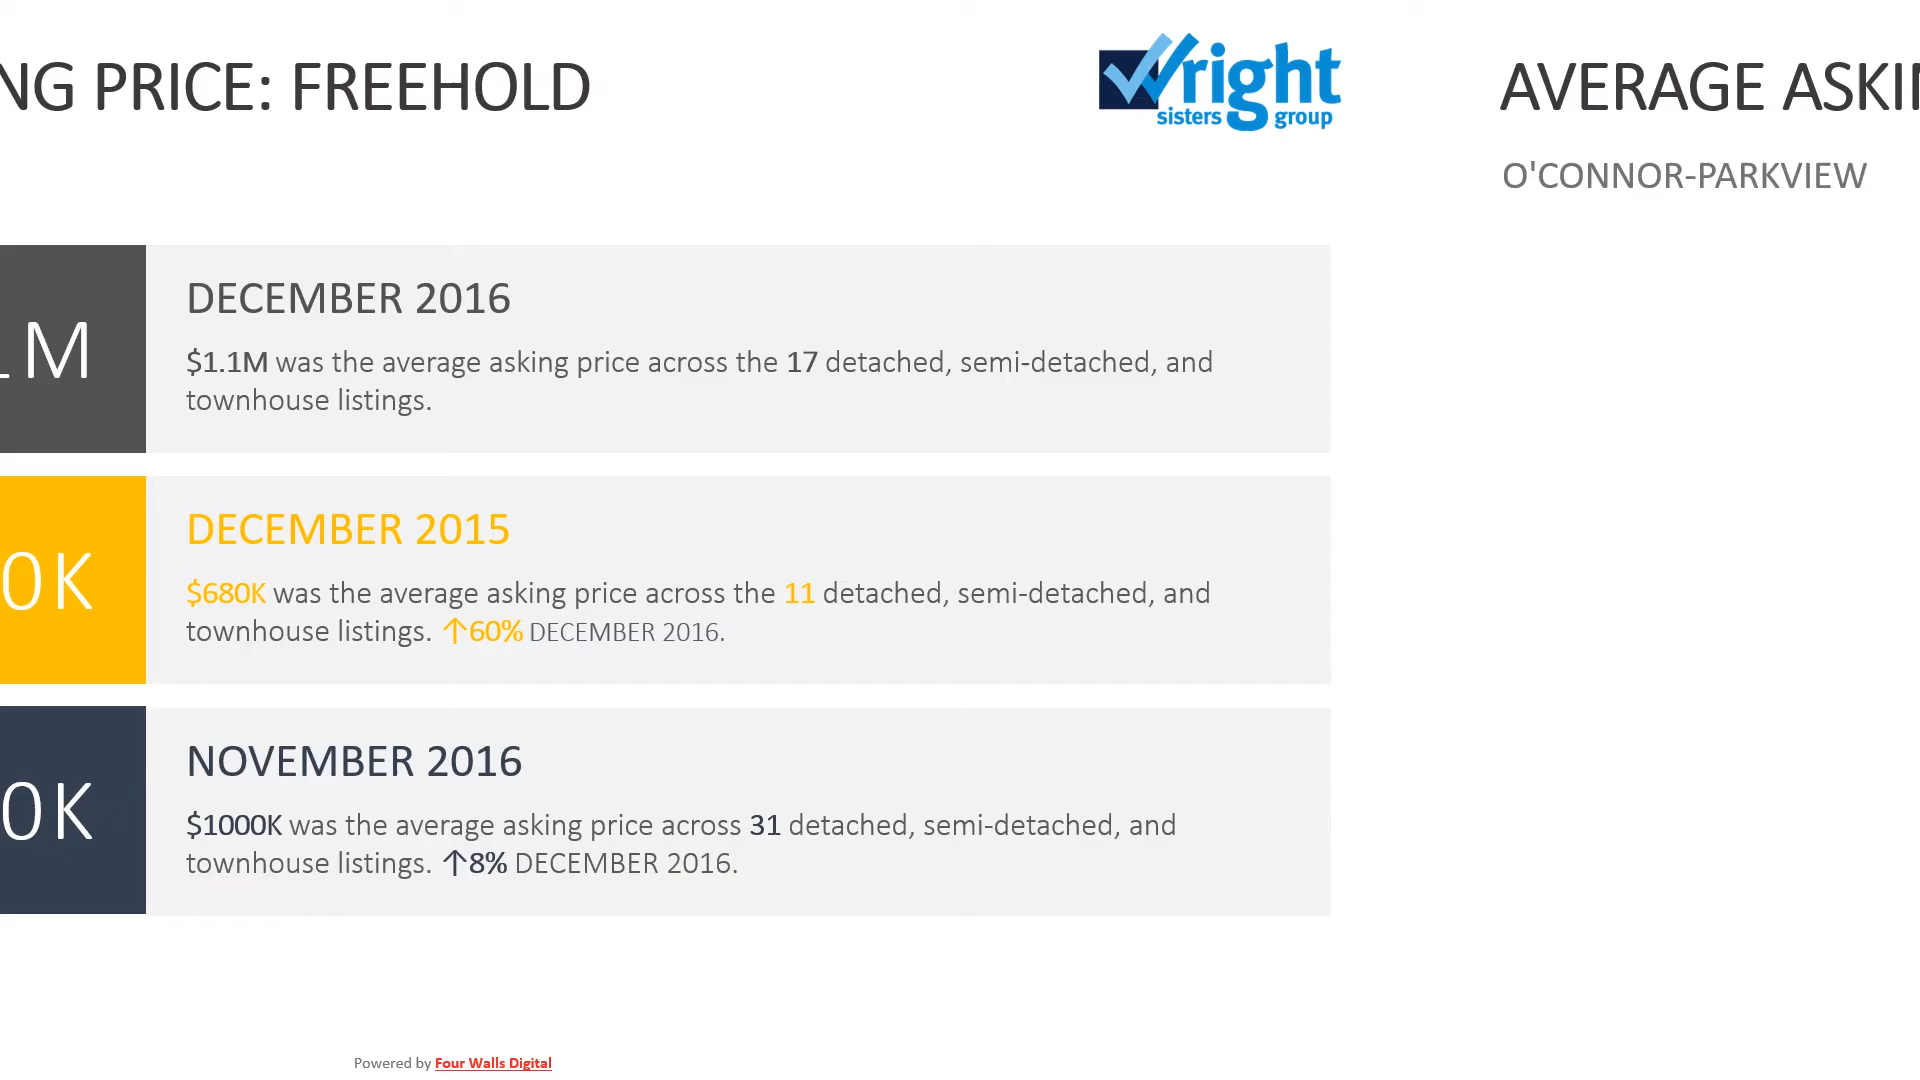 NG PRICE: FREEHOLD
Wright
sisters group
AVERAGE ASKI
O'CONNOR-PARKVIEW
M
DECEMBER 2016
$1.1M was the average asking price across the 17 detached, semi-detached, and
townhouse listings.
0K
DECEMBER 2015
$680K was the average asking price across the 11 detached, semi-detached, and
townhouse listings. ↑60% DECEMBER 2016.
0K
NOVEMBER 2016
$1000K was the average asking price across 31 detached, semi-detached, and
townhouse listings. ↑8% DECEMBER 2016.
Powered by Four Walls Digital